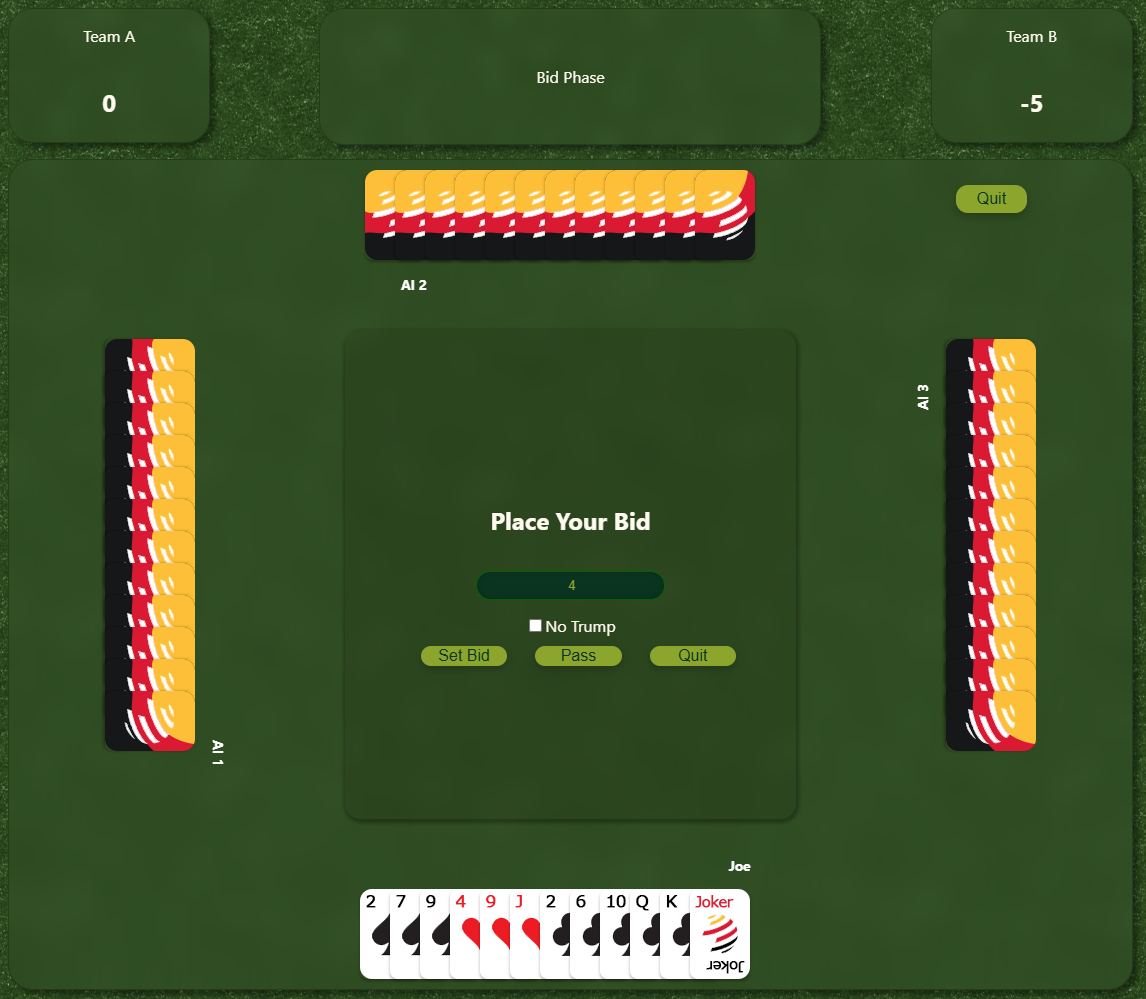 Team A
0
Bid Phase
Team B
-5
Quit
AI 2
AI 1
AI 3
Place Your Bid
4
No Trump
Set Bid Pass Quit
Joe
2 7 9 4 9 J 2 6 10 Q K Joker
Joker